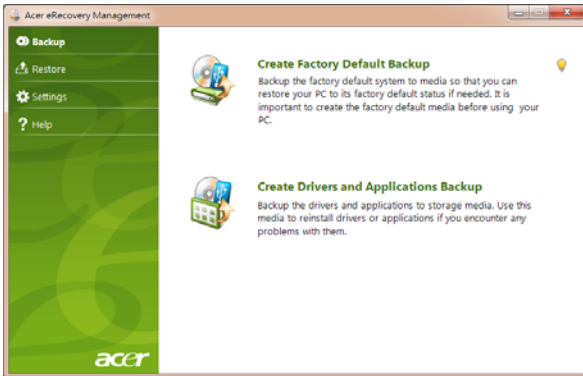 Acer eRecovery Management
Backup
Restore
Settings
Help
Create Factory Default Backup
Backup the factory default system to media so that you can
restore your PC to its factory default status if needed. It is
important to create the factory default media before using your
PC.
Create Drivers and Applications Backup
Backup the drivers and applications to storage media. Use this
media to reinstall drivers or applications if you encounter any
problems with them.
acer